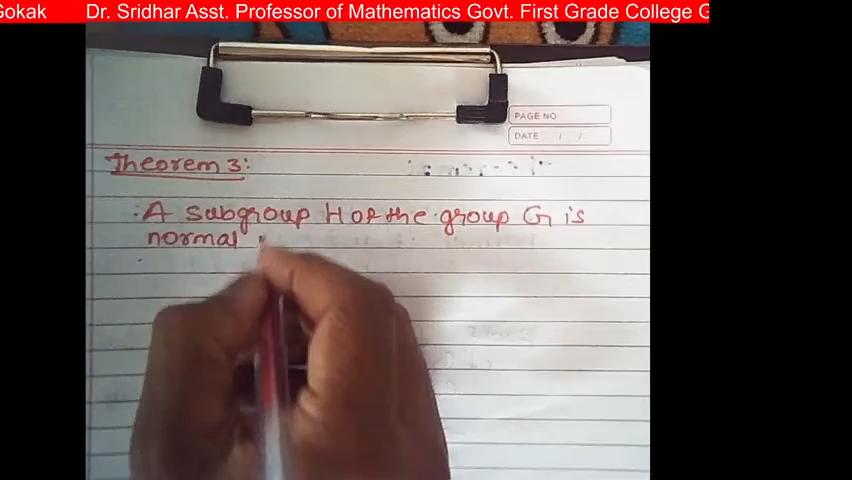 Gokak Dr. Sridhar Asst. Professor of Mathematics Govt. First Grade College G
PAGE NO
DATE / /
Theorem 3:
A subgroup H of the group G is
normal